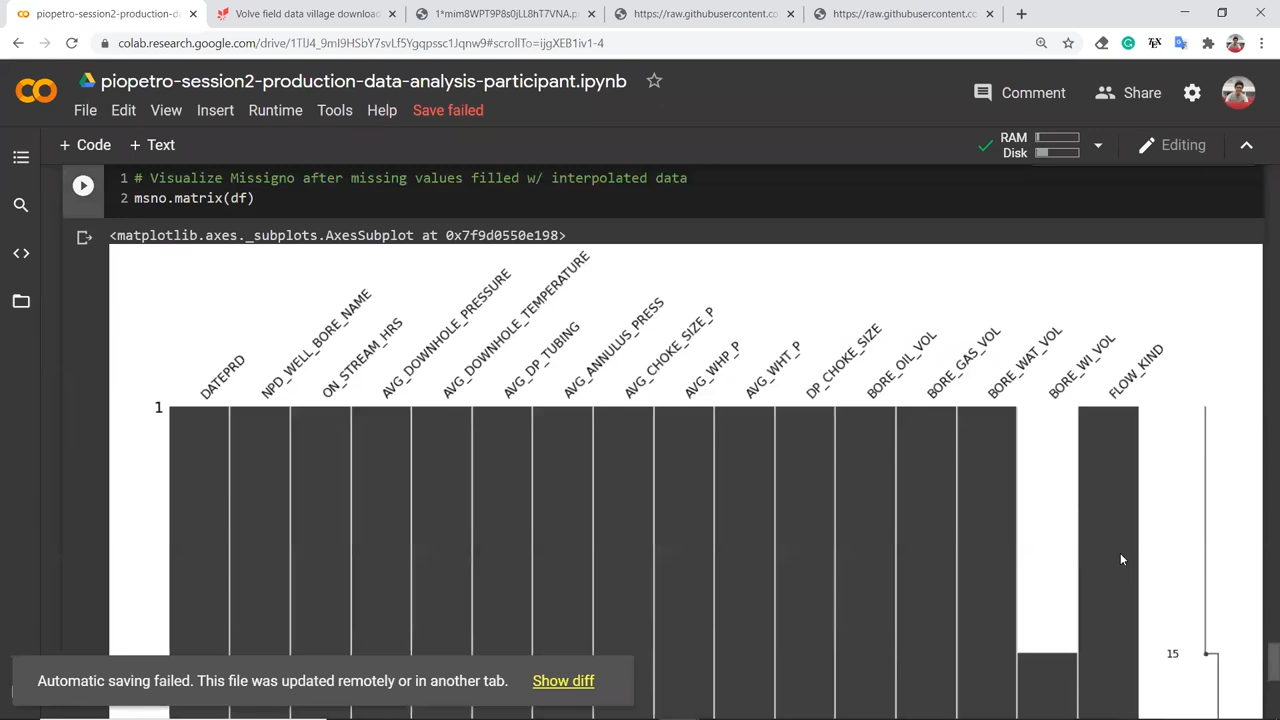 piopetro-session2-production-d
Volve field data village download
1*mim8WPT9P8s0jLL8hT7VNA.p
https://raw.githubusercontent.co
https://raw.githubusercontent.co
colab.research.google.com/drive/1TlJ4_9mI9HSbY7svLf5Ygqpssc1Jqnw9#scrollTo=ijgXEB1iv1-4
piopetro-session2-production-data-analysis-participant.ipynb
File Edit View Insert Runtime Tools Help Save failed
Comment Share
+ Code + Text
RAM
Disk
Editing
1 # Visualize Missigno after missing values filled w/ interpolated data
2 msno.matrix(df)
<matplotlib.axes._subplots.AxesSubplot at 0x7f9d0550e198>
DATEPRD
NPD_WELL_BORE_NAME
ON_STREAM_HRS
AVG_DOWNHOLE_PRESSURE
AVG_DOWNHOLE_TEMPERATURE
AVG_DP_TUBING
AVG_ANNULUS_PRESS
AVG_CHOKE_SIZE_P
AVG_WHP_P
AVG_WHT_P
DP_CHOKE_SIZE
BORE_OIL_VOL
BORE_GAS_VOL
BORE_WAT_VOL
BORE_WI_VOL
FLOW_KIND
1
15
Automatic saving failed. This file was updated remotely or in another tab. Show diff